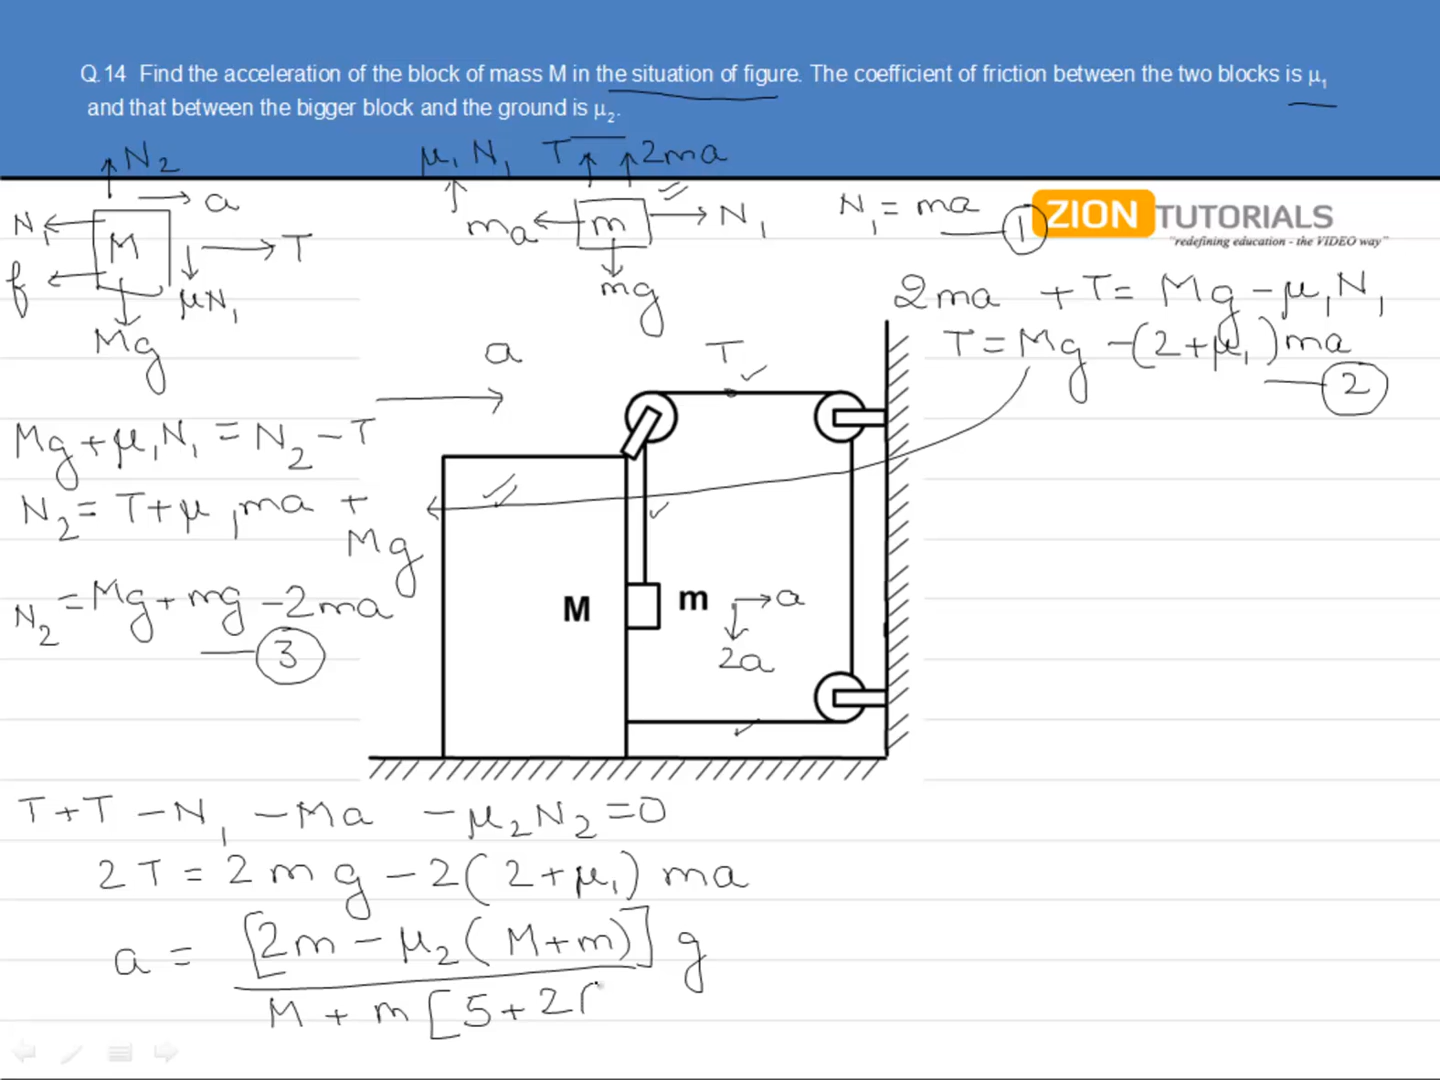 Q.14 Find the acceleration of the block of mass M in the situation of figure. The coefficient of friction between the two blocks is μ₁
and that between the bigger block and the ground is μ₂.
N₂
a
N₁
M
T
f
μN₁
Mg
μ₁N₁ T 2ma
ma m N₁
mg
N₁ = ma ①
ZION TUTORIALS
"redefining education - the VIDEO way"
2ma + T = Mg - μ₁N₁
T = Mg - (2+μ₁)ma
②
a
T
Mg + μ₁N₁ = N₂ - T
N₂ = T + μ₁ma +
Mg
N₂ = Mg + mg - 2ma
③
M
m
a
2a
T + T - N₁ - Ma - μ₂N₂ = 0
2T = 2mg - 2(2+μ₁)ma
a = [2m - μ₂(M+m)]g
M + m[5+2(